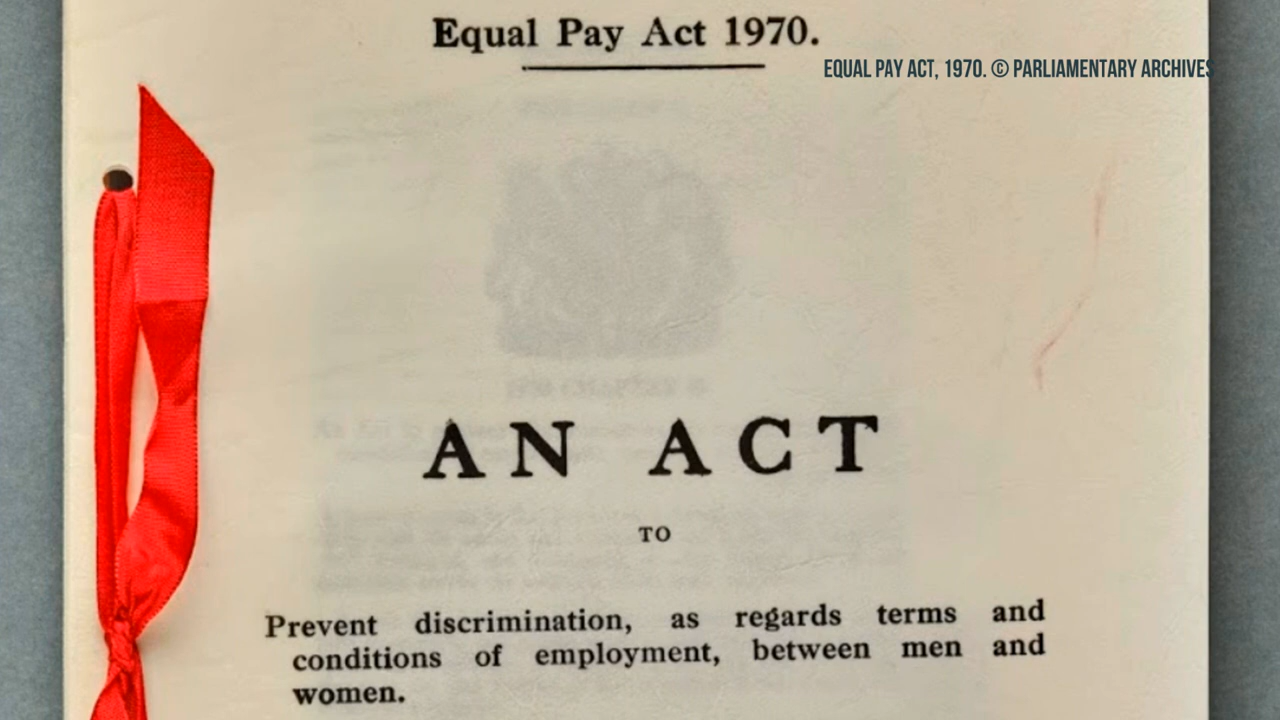 Equal Pay Act 1970.
EQUAL PAY ACT, 1970. © PARLIAMENTARY ARCHIVES
AN ACT
TO
Prevent discrimination, as regards terms and
conditions of employment, between men and
women.